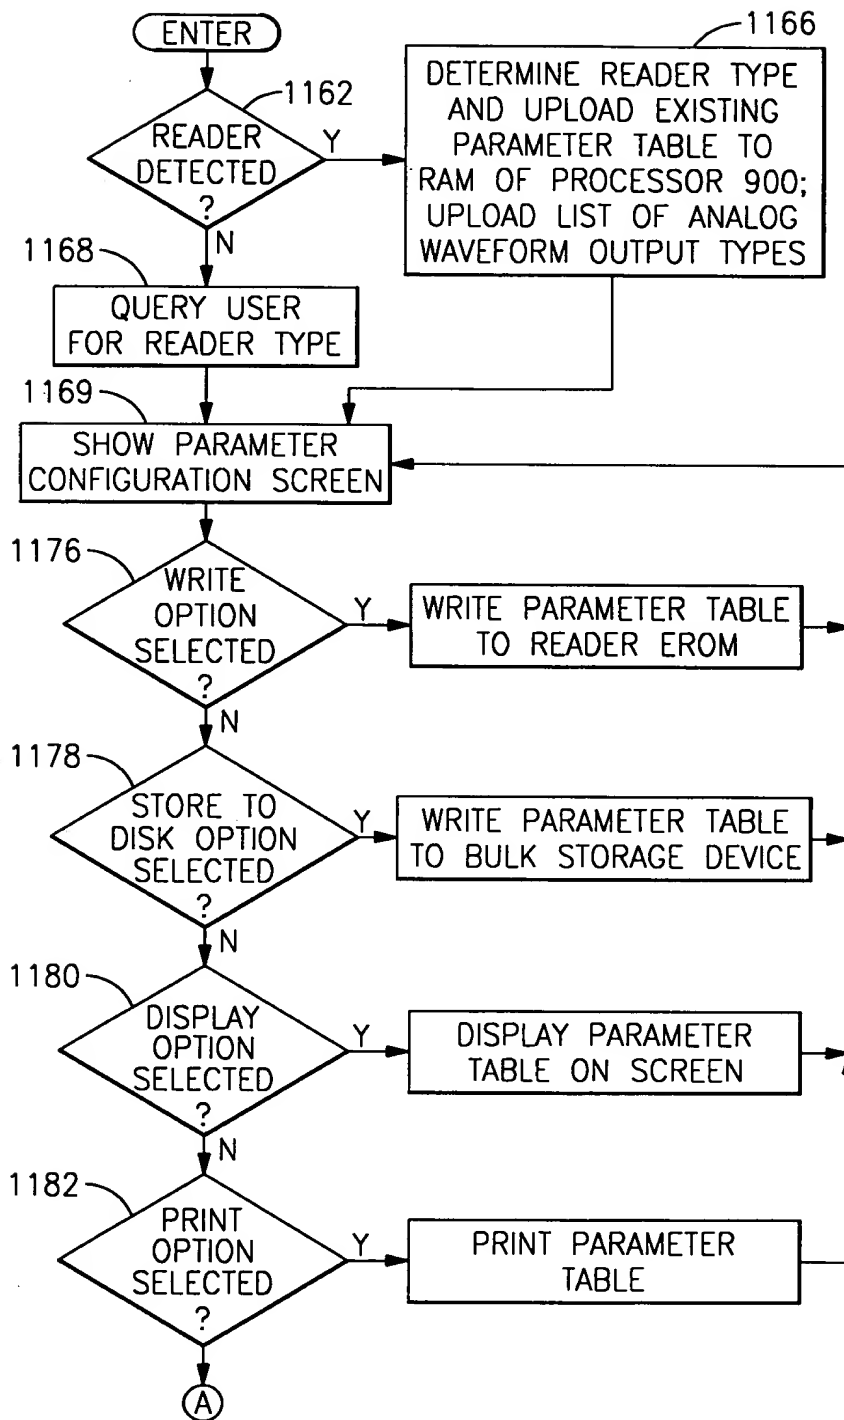 ENTER
1162
READER
DETECTED
?
Y
N
1166
DETERMINE READER TYPE
AND UPLOAD EXISTING
PARAMETER TABLE TO
RAM OF PROCESSOR 900;
UPLOAD LIST OF ANALOG
WAVEFORM OUTPUT TYPES
1168
QUERY USER
FOR READER TYPE
1169
SHOW PARAMETER
CONFIGURATION SCREEN
1176
WRITE
OPTION
SELECTED
?
Y
N
WRITE PARAMETER TABLE
TO READER EROM
1178
STORE TO
DISK OPTION
SELECTED
?
Y
N
WRITE PARAMETER TABLE
TO BULK STORAGE DEVICE
1180
DISPLAY
OPTION
SELECTED
?
Y
N
DISPLAY PARAMETER
TABLE ON SCREEN
1182
PRINT
OPTION
SELECTED
?
Y
PRINT PARAMETER
TABLE
A